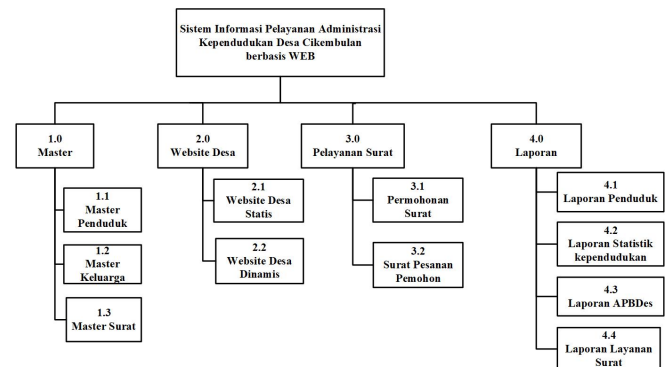 Sistem Informasi Pelayanan Administrasi
Kependudukan Desa Cikembulan
berbasis WEB
1.0
Master
2.0
Website Desa
3.0
Pelayanan Surat
4.0
Laporan
1.1
Master
Penduduk
1.2
Master
Keluarga
1.3
Master Surat
2.1
Website Desa
Statis
2.2
Website Desa
Dinamis
3.1
Permohonan
Surat
3.2
Surat Pesanan
Pemohon
4.1
Laporan Penduduk
4.2
Laporan Statistik
kependudukan
4.3
Laporan APBDes
4.4
Laporan Layanan
Surat